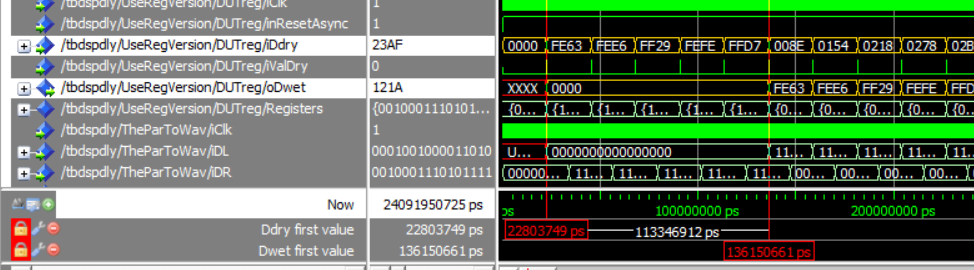 /tbdspdly/UseRegVersion/DUTreg/iClk 1
/tbdspdly/UseRegVersion/DUTreg/inResetAsync 1
/tbdspdly/UseRegVersion/DUTreg/iDdry 23AF 0000 FE63 FEE6 FF29 FEFE FFD7 008E 0154 0218 0278 02B
/tbdspdly/UseRegVersion/DUTreg/iValDry 0
/tbdspdly/UseRegVersion/DUTreg/oDwet 121A XXXX 0000 FE63 FEE6 FF29 FEFE FFD
/tbdspdly/UseRegVersion/DUTreg/Registers {0010001110101... {0... {1... {1... {1... {1... {1... {0... {0... {0... {0... {0...
/tbdspdly/TheParToWav/iClk 1
/tbdspdly/TheParToWav/iDL 0001001000011010 U... 0000000000000000 11... 11... 11... 11... 11...
/tbdspdly/TheParToWav/iDR 0010001110101111 00000... 11... 11... 11... 11... 11... 00... 00... 00... 00...
Now 24091950725 ps ps 100000000 ps 200000000 ps
Ddry first value 22803749 ps 22803749 ps 113346912 ps
Dwet first value 136150661 ps 136150661 ps